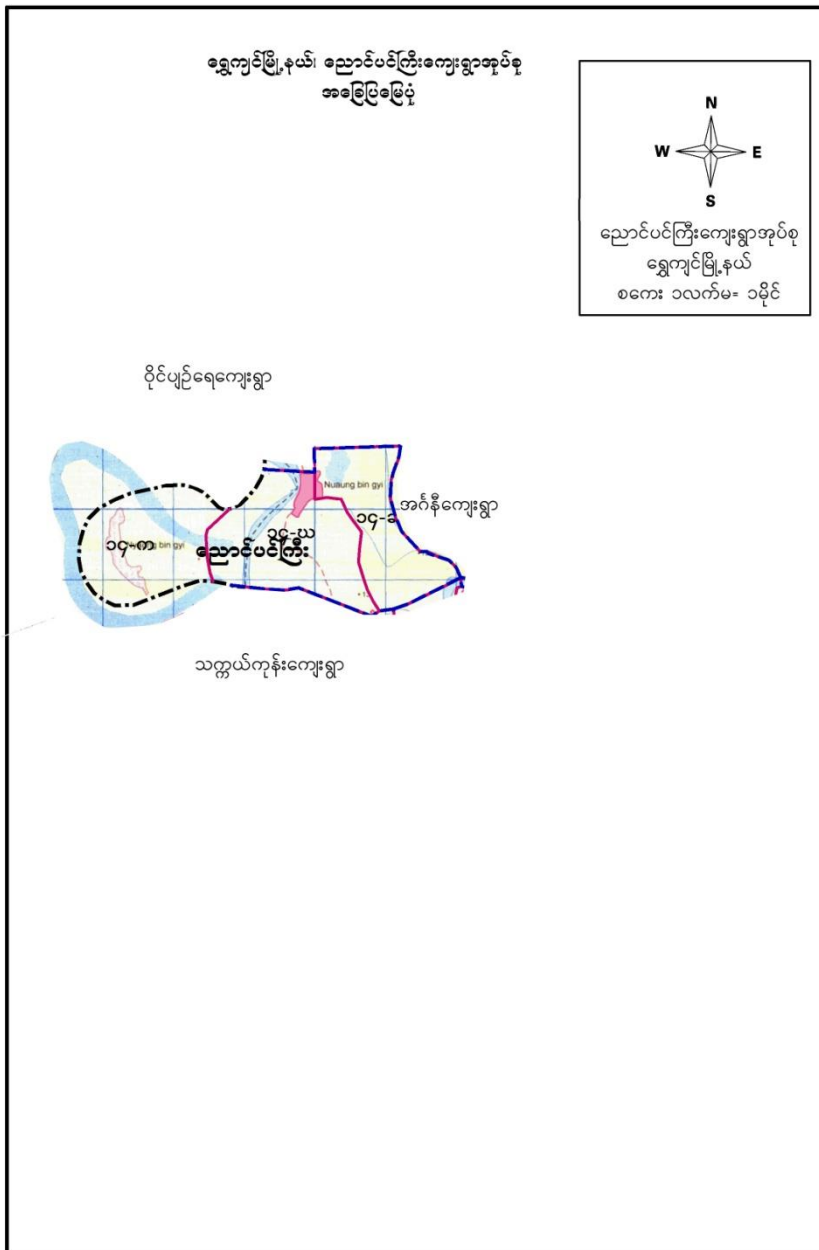 ရွှေကျင်မြို့နယ်၊ ညောင်ပင်ကြီးကျေးရွာအုပ်စု
အခြေပြမြေပုံ
N
W E
S
ညောင်ပင်ကြီးကျေးရွာအုပ်စု
ရွှေကျင်မြို့နယ်
စကေး ၁လက်မ= ၁မိုင်
ဝိုင်ပျဉ်ရေကျေးရွာ
Nuaung bin gyi
အင်္ဂနီကျေးရွာ
၁၄-ခ
၁၄-ဃ
၁၄-က
ညောင်ပင်ကြီး
bin gyi
သက္ကယ်ကုန်းကျေးရွာ